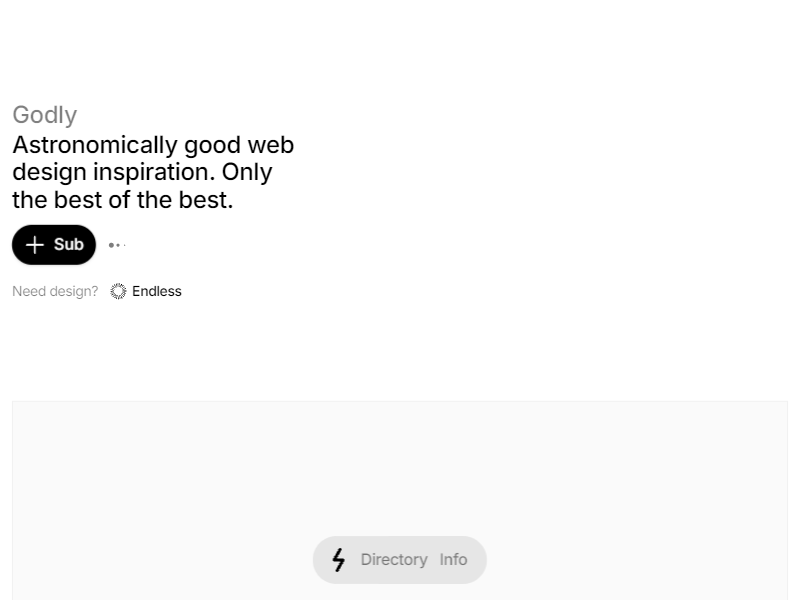 Godly
Astronomically good web
design inspiration. Only
the best of the best.
Sub
Need design? Endless
Directory Info